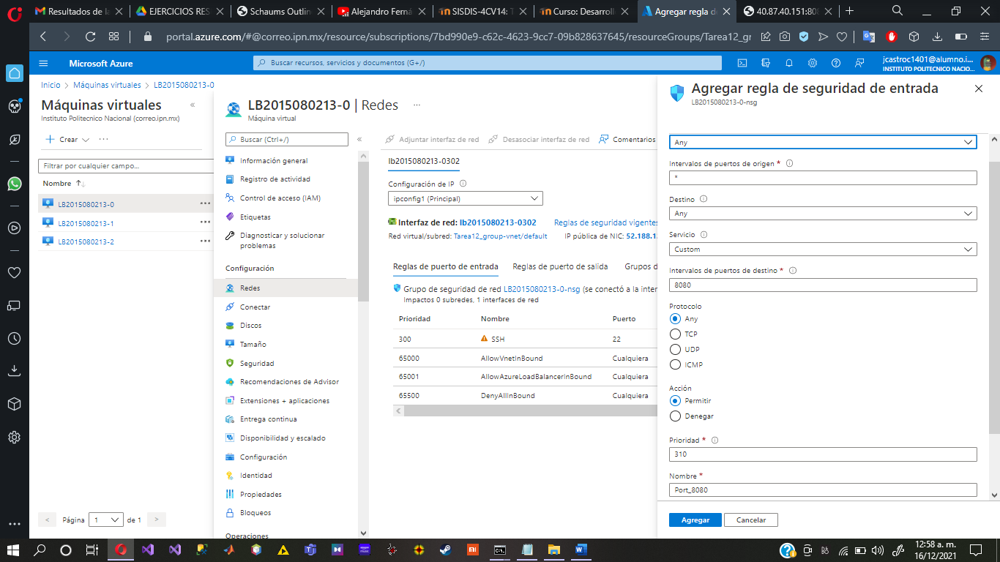 Resultados de la
EJERCICIOS RES
Schaums Outlin
Alejandro Ferná
SISDIS-4CV14: T
Curso: Desarroll
Agregar regla d
40.87.40.151:808
portal.azure.com/#@correo.ipn.mx/resource/subscriptions/7bd990e9-c62c-4623-9cc7-09b828637645/resourceGroups/Tarea12_gr
Microsoft Azure
Buscar recursos, servicios y documentos (G+/)
jcastroc1401@alumno.i...
INSTITUTO POLITECNICO NACIO...
Inicio > Máquinas virtuales > LB2015080213-0
Máquinas virtuales «
Instituto Politecnico Nacional (correo.ipn.mx)
+ Crear ...
Filtrar por cualquier campo...
Nombre ↑↓
LB2015080213-0 ...
LB2015080213-1 ...
LB2015080213-2 ...
< Página 1 de 1 >
LB2015080213-0 | Redes ...
Máquina virtual
Buscar (Ctrl+/) «
Información general
Registro de actividad
Control de acceso (IAM)
Etiquetas
Diagnosticar y solucionar
problemas
Configuración
Redes
Conectar
Discos
Tamaño
Seguridad
Recomendaciones de Advisor
Extensiones + aplicaciones
Entrega continua
Disponibilidad y escalado
Configuración
Identidad
Propiedades
Bloqueos
Operaciones
Adjuntar interfaz de red
Desasociar interfaz de red
Comentarios
lb2015080213-0302
Configuración de IP
ipconfig1 (Principal)
Interfaz de red: lb2015080213-0302 Reglas de seguridad vigentes
Red virtual/subred: Tarea12_group-vnet/default IP pública de NIC: 52.188.1
Reglas de puerto de entrada Reglas de puerto de salida Grupos d
Grupo de seguridad de red LB2015080213-0-nsg (se conectó a la inter
Impactos 0 subredes, 1 interfaces de red
Prioridad Nombre Puerto
300 SSH 22
65000 AllowVnetInBound Cualquiera
65001 AllowAzureLoadBalancerInBound Cualquiera
65500 DenyAllInBound Cualquiera
Agregar regla de seguridad de entrada
LB2015080213-0-nsg
Any
Intervalos de puertos de origen *
*
Destino
Any
Servicio
Custom
Intervalos de puertos de destino *
8080
Protocolo
Any
TCP
UDP
ICMP
Acción
Permitir
Denegar
Prioridad *
310
Nombre *
Port_8080
Agregar Cancelar
12:58 a. m.
16/12/2021